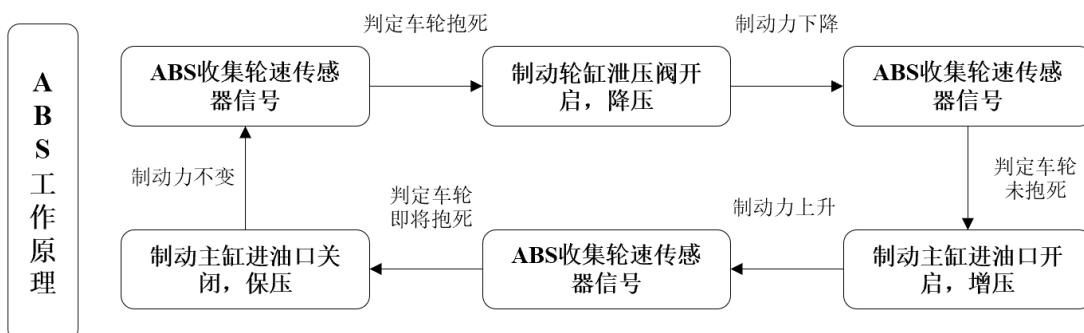 ABS工作原理
判定车轮抱死
制动力下降
ABS收集轮速传感
器信号
制动轮缸泄压阀开
启，降压
ABS收集轮速传感
器信号
制动力不变
判定车轮
即将抱死
制动力上升
判定车轮
未抱死
制动主缸进油口关
闭，保压
ABS收集轮速传感
器信号
制动主缸进油口开
启，增压